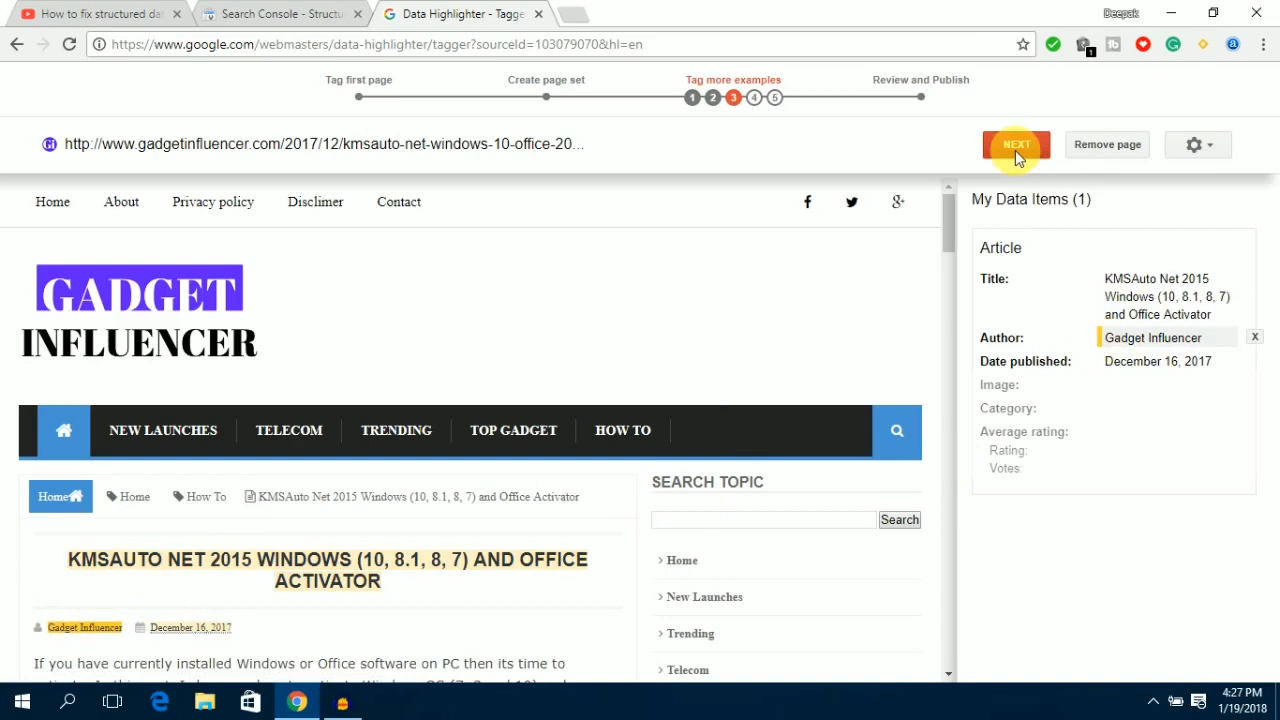 How to fix structured dat
Search Console - Structu
Data Highlighter - Tagge
Deepak
https://www.google.com/webmasters/data-highlighter/tagger?sourceId=103079070&hl=en
1
Tag first page
Create page set
Tag more examples
Review and Publish
1 2 3 4 5
Gi
http://www.gadgetinfluencer.com/2017/12/kmsauto-net-windows-10-office-20...
NEXT
Remove page
Home
About
Privacy policy
Disclimer
Contact
GADGET
INFLUENCER
NEW LAUNCHES
TELECOM
TRENDING
TOP GADGET
HOW TO
Home
Home
How To
KMSAuto Net 2015 Windows (10, 8.1, 8, 7) and Office Activator
KMSAUTO NET 2015 WINDOWS (10, 8.1, 8, 7) AND OFFICE
ACTIVATOR
Gadget Influencer
December 16, 2017
If you have currently installed Windows or Office software on PC then its time to
SEARCH TOPIC
Search
Home
New Launches
Trending
Telecom
My Data Items (1)
Article
Title:
KMSAuto Net 2015
Windows (10, 8.1, 8, 7)
and Office Activator
Author:
Gadget Influencer
X
Date published:
December 16, 2017
Image:
Category:
Average rating:
Rating:
Votes:
4:27 PM
1/19/2018